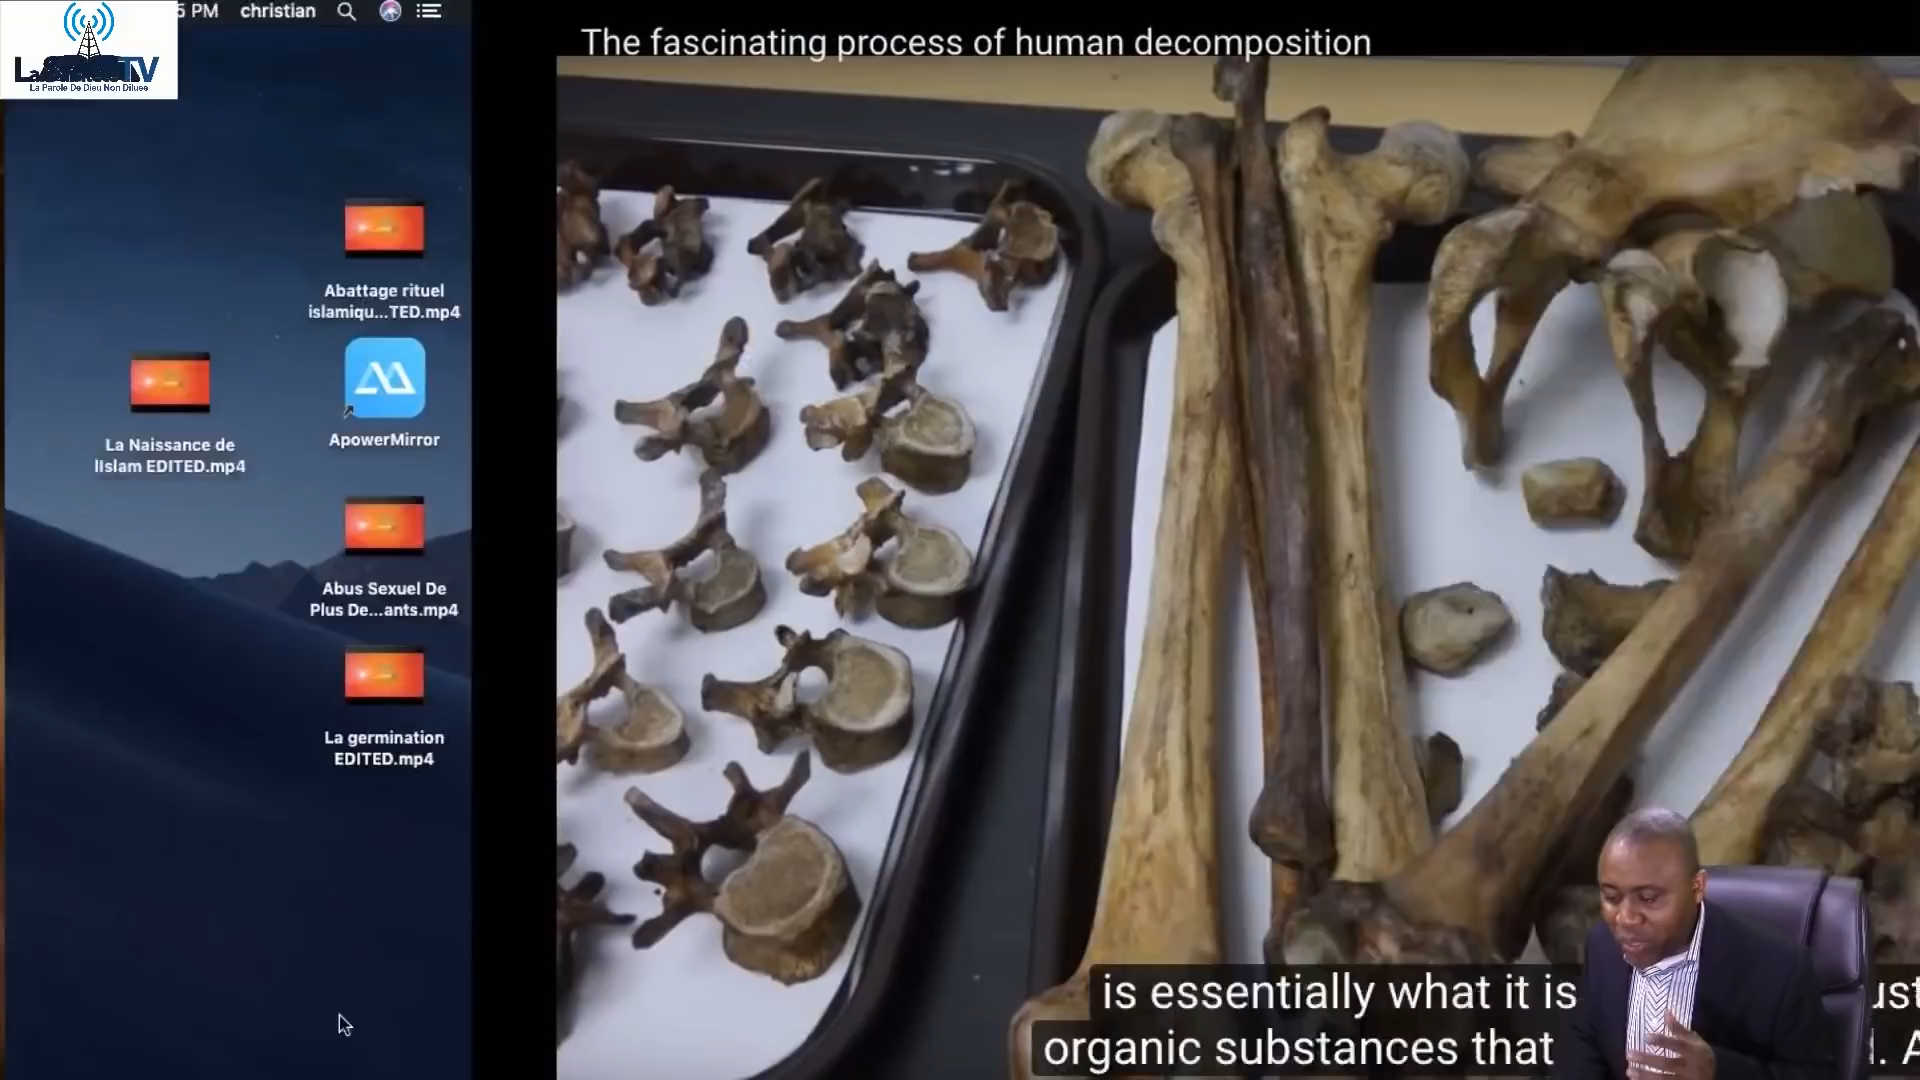 5 PM christian
TV
La Parole De Dieu Non Diluee
The fascinating process of human decomposition
Abattage rituel
islamiqu...TED.mp4
La Naissance de
lIslam EDITED.mp4
ApowerMirror
Abus Sexuel De
Plus De...ants.mp4
La germination
EDITED.mp4
is essentially what it is
organic substances that